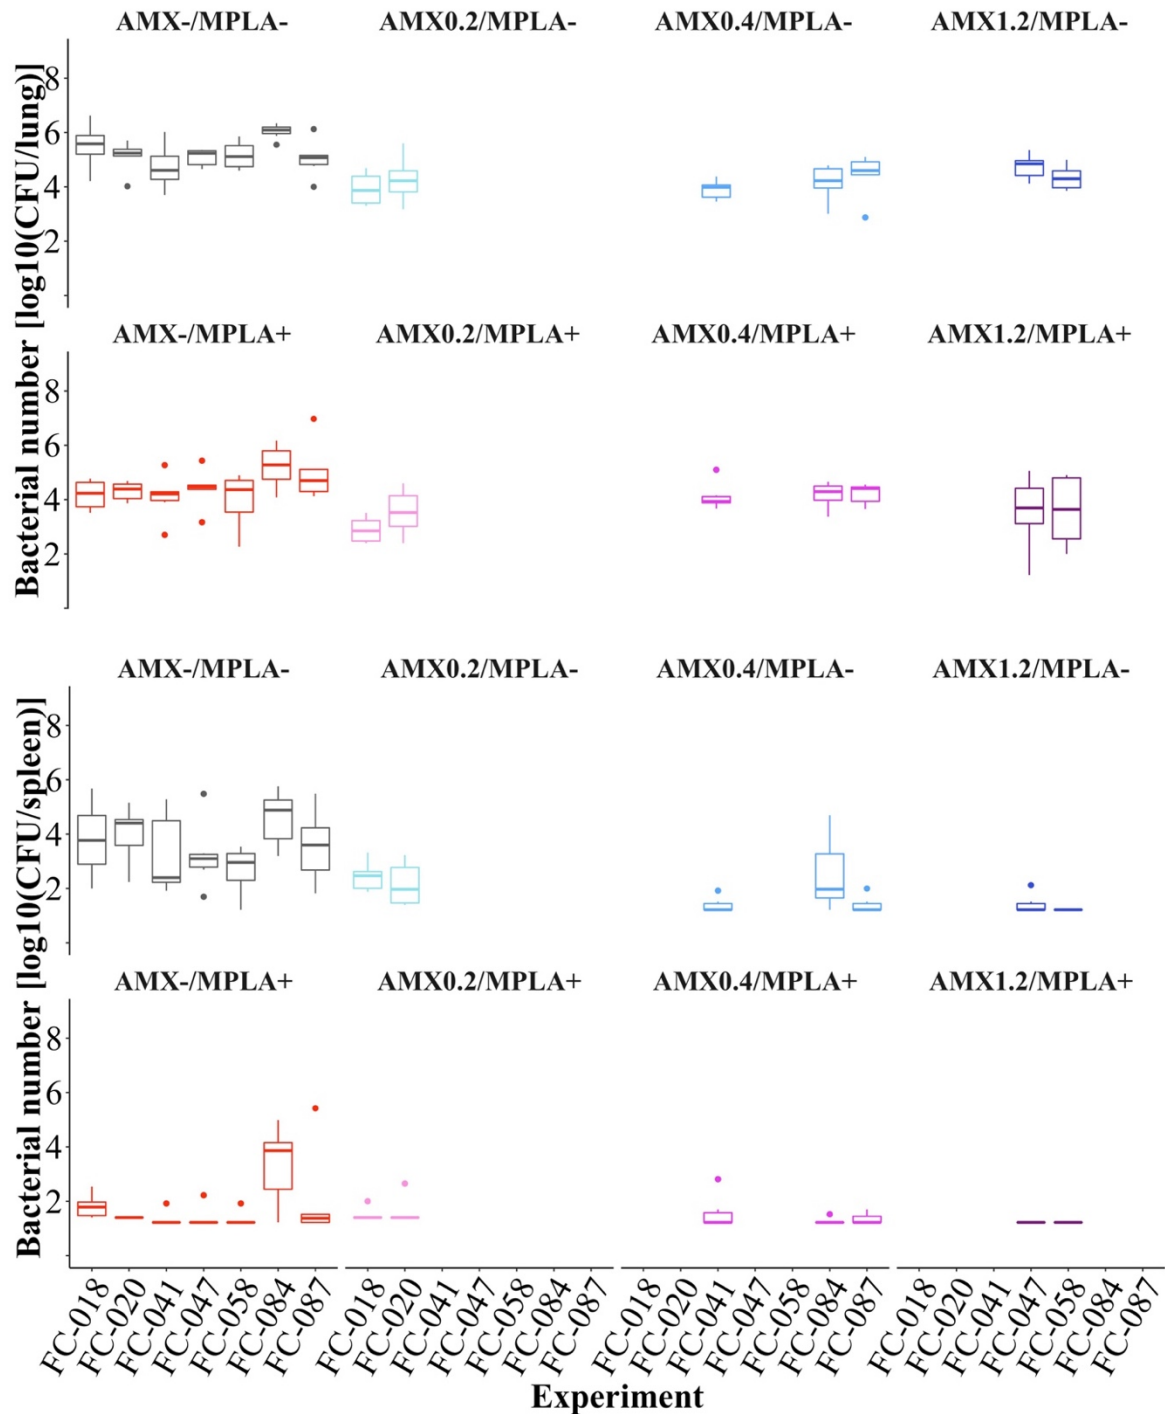 AMX-/MPLA- AMX0.2/MPLA- AMX0.4/MPLA- AMX1.2/MPLA-
8
6
4
2
AMX-/MPLA+ AMX0.2/MPLA+ AMX0.4/MPLA+ AMX1.2/MPLA+
8
6
4
2
Bacterial number [log10(CFU/lung)]
AMX-/MPLA- AMX0.2/MPLA- AMX0.4/MPLA- AMX1.2/MPLA-
8
6
4
2
AMX-/MPLA+ AMX0.2/MPLA+ AMX0.4/MPLA+ AMX1.2/MPLA+
8
6
4
2
Bacterial number [log10(CFU/spleen)]
FC-018 FC-020 FC-041 FC-047 FC-058 FC-084 FC-087 FC-018 FC-020 FC-041 FC-047 FC-058 FC-084 FC-087 FC-018 FC-020 FC-041 FC-047 FC-058 FC-084 FC-087 FC-018 FC-020 FC-041 FC-047 FC-058 FC-084 FC-087
Experiment